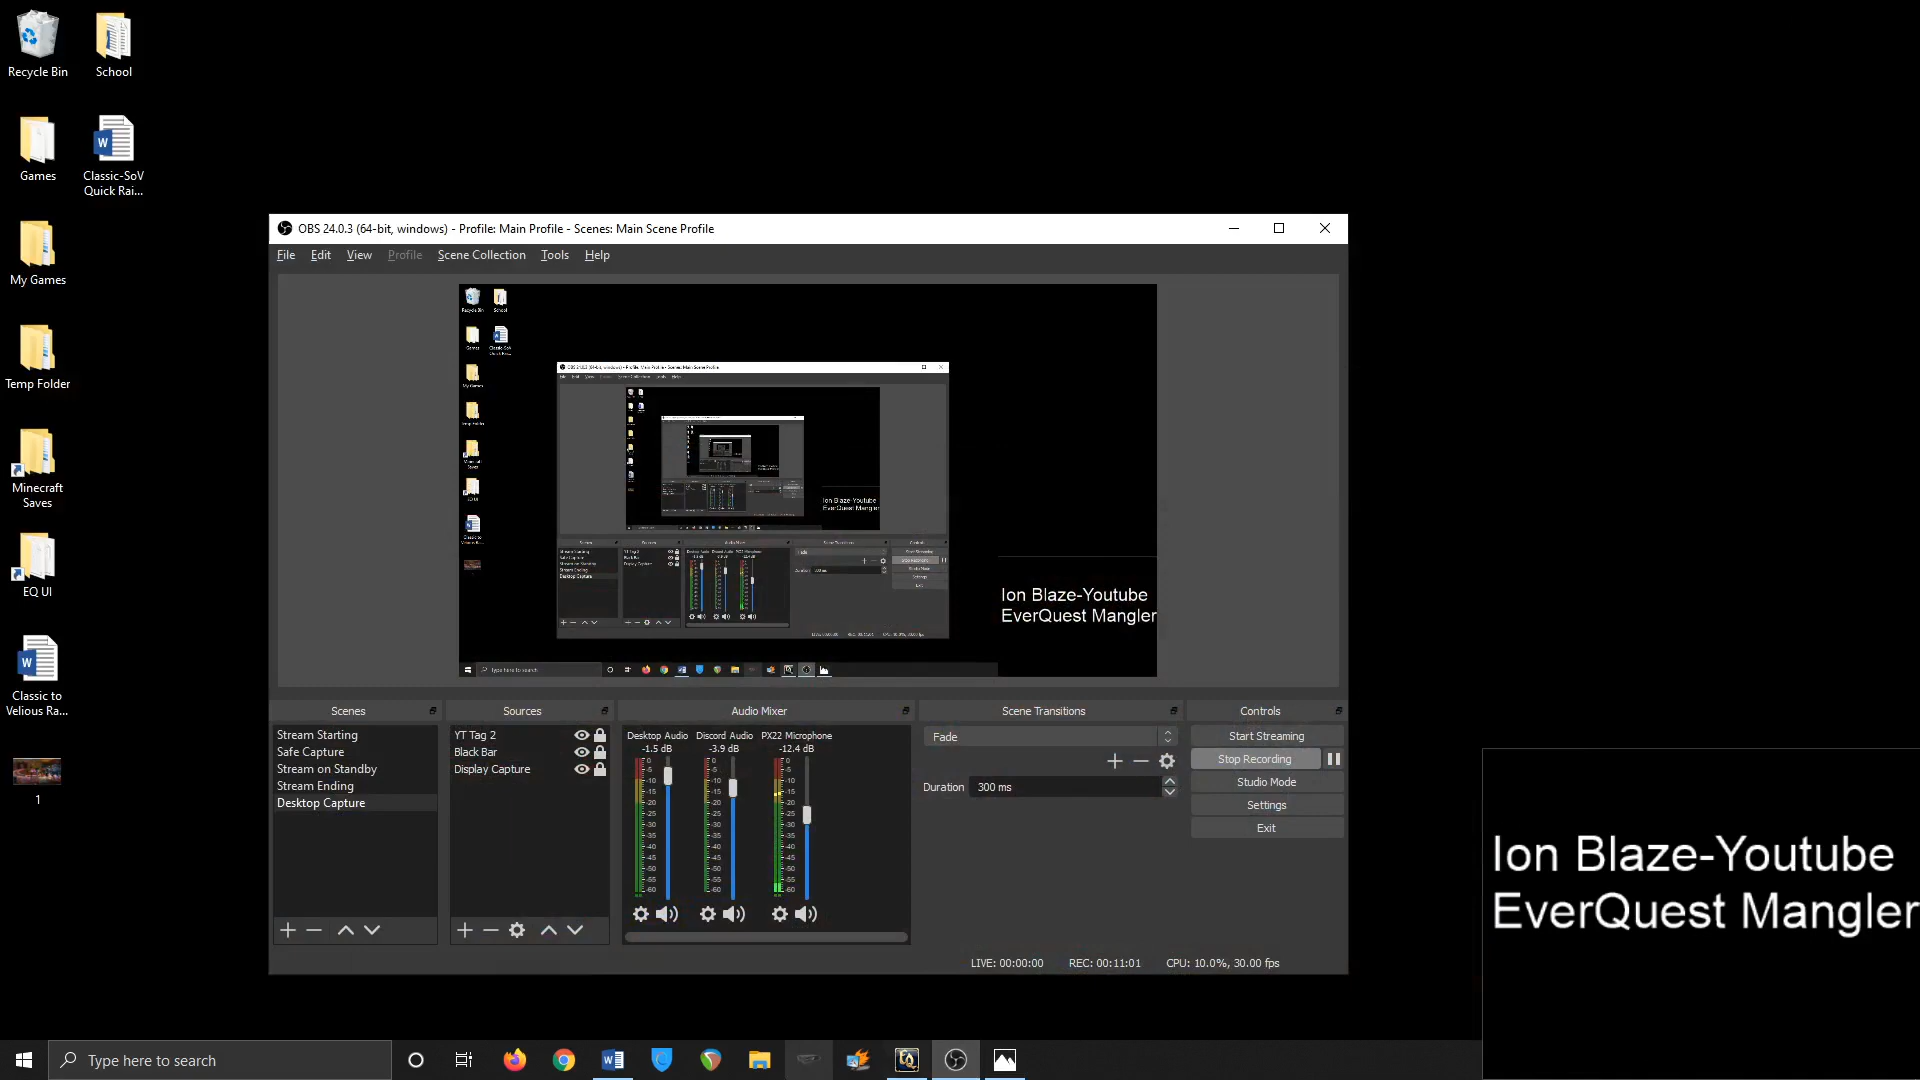 Recycle Bin
School
Games
Classic-SoV
Quick Rai...
My Games
Temp Folder
Minecraft
Saves
EQ UI
Classic to
Velious Ra...
1
OBS 24.0.3 (64-bit, windows) - Profile: Main Profile - Scenes: Main Scene Profile
File Edit View Profile Scene Collection Tools Help
Ion Blaze-Youtube
EverQuest Mangler
Ion Blaze-Youtube
EverQuest Mangler
Scenes
Stream Starting
Safe Capture
Stream on Standby
Stream Ending
Desktop Capture
Sources
YT Tag 2
Black Bar
Display Capture
Audio Mixer
Desktop Audio Discord Audio PX22 Microphone
-1.5 dB -3.9 dB -12.4 dB
Scene Transitions
Fade
Duration 300 ms
Controls
Start Streaming
Stop Recording
Studio Mode
Settings
Exit
LIVE: 00:00:00 REC: 00:11:01 CPU: 10.0%, 30.00 fps
Ion Blaze-Youtube
EverQuest Mangler
Type here to search